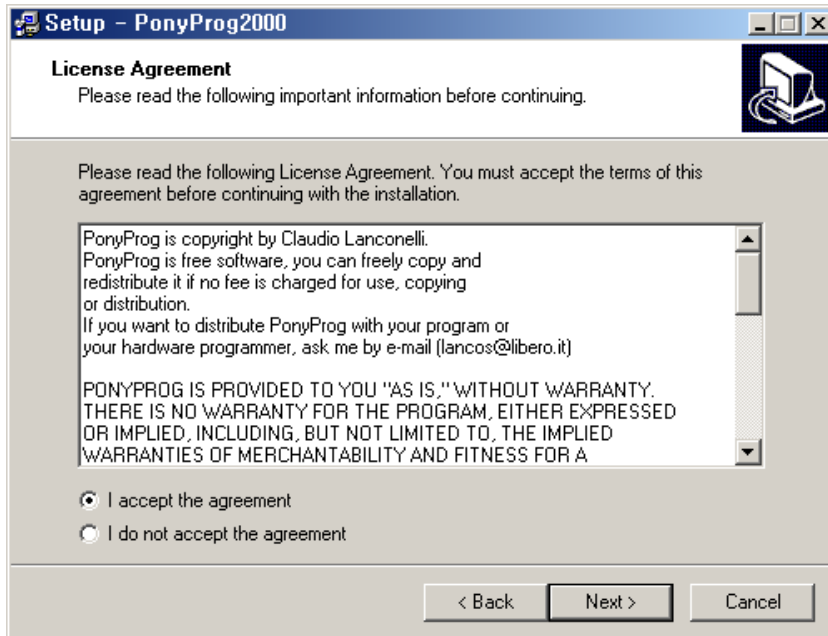 Setup - PonyProg2000
License Agreement
Please read the following important information before continuing.
Please read the following License Agreement. You must accept the terms of this
agreement before continuing with the installation.
PonyProg is copyright by Claudio Lanconelli.
PonyProg is free software, you can freely copy and
redistribute it if no fee is charged for use, copying
or distribution.
If you want to distribute PonyProg with your program or
your hardware programmer, ask me by e-mail (lancos@libero.it)
PONYPROG IS PROVIDED TO YOU "AS IS," WITHOUT WARRANTY.
THERE IS NO WARRANTY FOR THE PROGRAM, EITHER EXPRESSED
OR IMPLIED, INCLUDING, BUT NOT LIMITED TO, THE IMPLIED
WARRANTIES OF MERCHANTABILITY AND FITNESS FOR A
I accept the agreement
I do not accept the agreement
< Back Next > Cancel